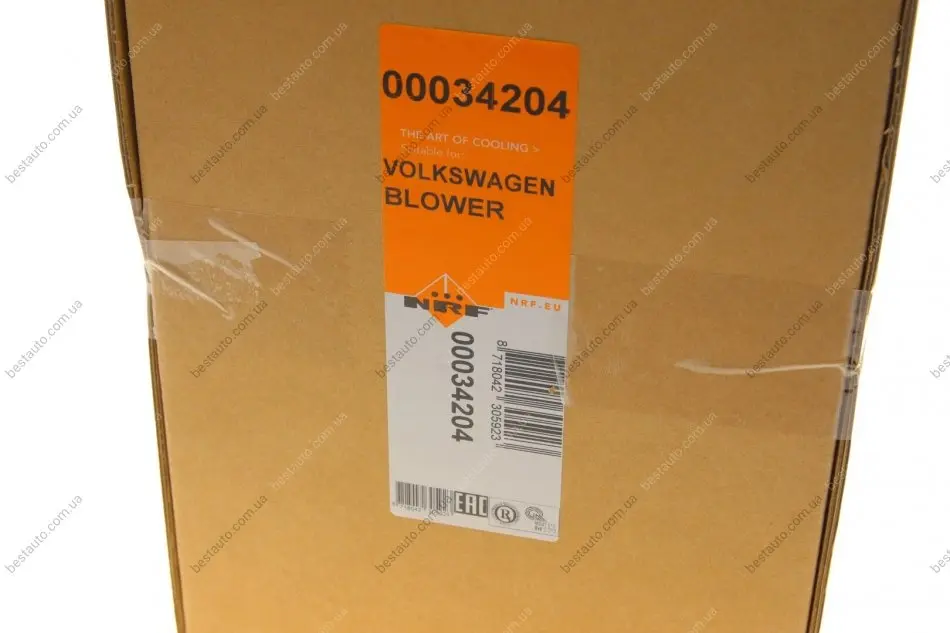 00034204
THE ART OF COOLING >
Suitable for:
VOLKSWAGEN
BLOWER
NRF
NRF.EU
00034204
8 718042 305923
EAC
R
bestauto.com.ua